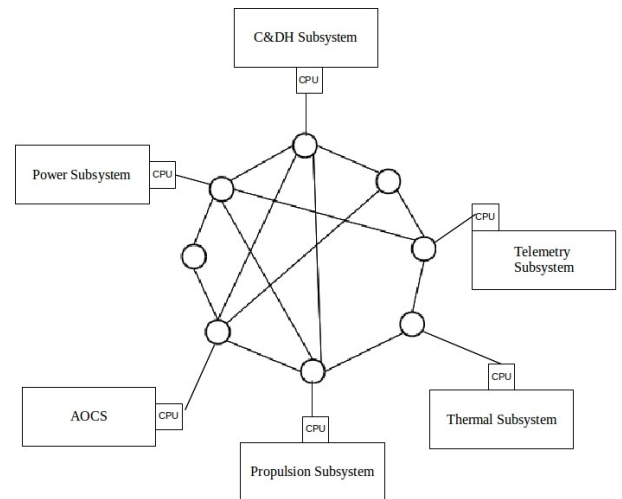 C&DH Subsystem
CPU
Power Subsystem
CPU
CPU
Telemetry
Subsystem
CPU
Thermal Subsystem
AOCS
CPU
CPU
Propulsion Subsystem